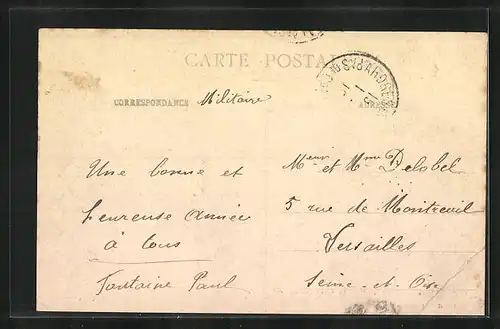 CARTE POSTALE
CORRESPONDANCE Militaire
Une bonne et
heureuse année
à tous
Fontaine Paul
Meur et Mme Delobel
5 rue de Montreuil
Versailles
Seine-et-Oise